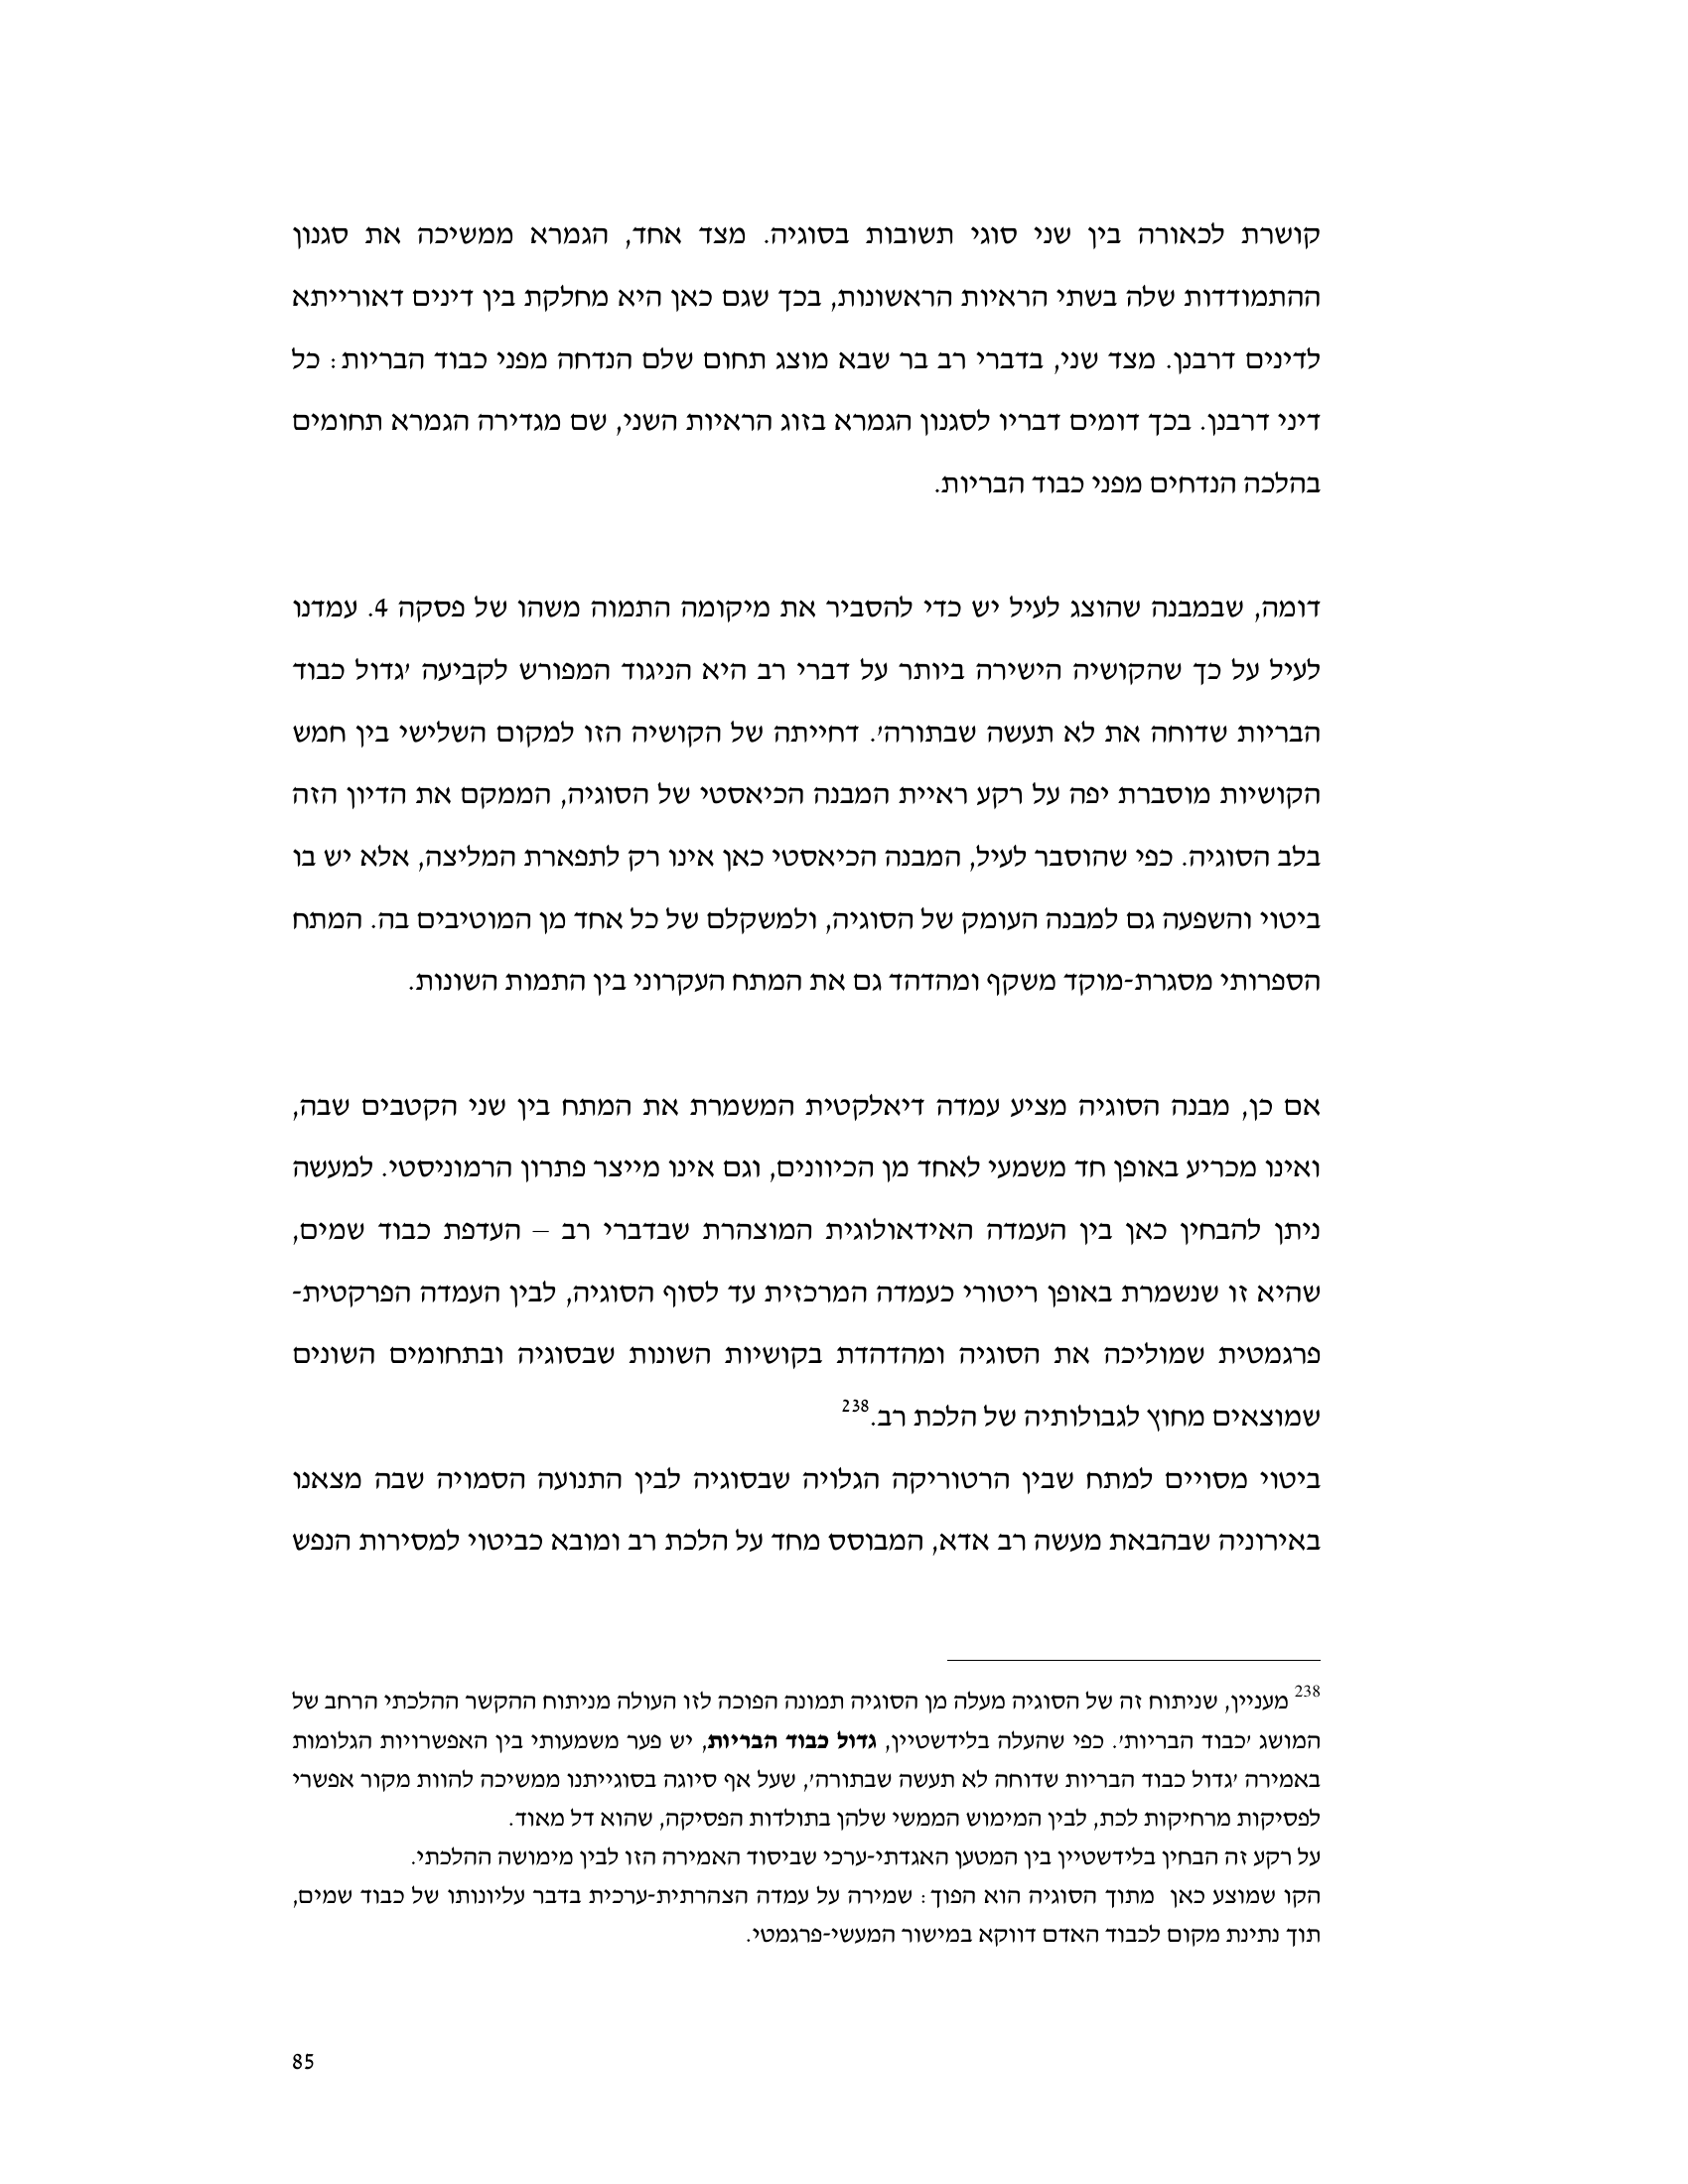 קושרת לכאורה בין שני סוגי תשובות בסוגיה. מצד אחד, הגמרא ממשיכה את סגנון
ההתמודדות שלה בשתי הראיות הראשונות, בכך שגם כאן היא מחלקת בין דינים דאורייתא
לדינים דרבנן. מצד שני, בדברי רב בר שבא מוצג תחום שלם הנדחה מפני כבוד הבריות: כל
דיני דרבנן. בכך דומים דבריו לסגנון הגמרא בזוג הראיות השני, שם מגדירה הגמרא תחומים
בהלכה הנדחים מפני כבוד הבריות.
דומה, שבמבנה שהוצג לעיל יש כדי להסביר את מיקומה התמוה משהו של פסקה 4. עמדנו
לעיל על כך שהקושיה הישירה ביותר על דברי רב היא הניגוד המפורש לקביעה 'גדול כבוד
הבריות שדוחה את לא תעשה שבתורה'. דחייתה של הקושיה הזו למקום השלישי בין חמש
הקושיות מוסברת יפה על רקע ראיית המבנה הכיאסטי של הסוגיה, הממקם את הדיון הזה
בלב הסוגיה. כפי שהוסבר לעיל, המבנה הכיאסטי כאן אינו רק לתפארת המליצה, אלא יש בו
ביטוי והשפעה גם למבנה העומק של הסוגיה, ולמשקלם של כל אחד מן המוטיבים בה. המתח
הספרותי מסגרת-מוקד משקף ומהדהד גם את המתח העקרוני בין התמות השונות.
אם כן, מבנה הסוגיה מציע עמדה דיאלקטית המשמרת את המתח בין שני הקטבים שבה,
ואינו מכריע באופן חד משמעי לאחד מן הכיוונים, וגם אינו מייצר פתרון הרמוניסטי. למעשה
ניתן להבחין כאן בין העמדה האידאולוגית המוצהרת שבדברי רב – העדפת כבוד שמים,
שהיא זו שנשמרת באופן ריטורי כעמדה המרכזית עד לסוף הסוגיה, לבין העמדה הפרקטית-
פרגמטית שמוליכה את הסוגיה ומהדהדת בקושיות השונות שבסוגיה ובתחומים השונים
שמוצאים מחוץ לגבולותיה של הלכת רב.238
ביטוי מסויים למתח שבין הרטוריקה הגלויה שבסוגיה לבין התנועה הסמויה שבה מצאנו
באירוניה שבהבאת מעשה רב אדא, המבוסס מחד על הלכת רב ומובא כביטוי למסירות הנפש
238 מעניין, שניתוח זה של הסוגיה מעלה מן הסוגיה תמונה הפוכה לזו העולה מניתוח ההקשר ההלכתי הרחב של
המושג 'כבוד הבריות'. כפי שהעלה בלידשטיין, גדול כבוד הבריות, יש פער משמעותי בין האפשרויות הגלומות
באמירה 'גדול כבוד הבריות שדוחה לא תעשה שבתורה', שעל אף סיוגה בסוגייתנו ממשיכה להוות מקור אפשרי
לפסיקות מרחיקות לכת, לבין המימוש הממשי שלהן בתולדות הפסיקה, שהוא דל מאוד.
על רקע זה הבחין בלידשטיין בין המטען האגדתי-ערכי שביסוד האמירה הזו לבין מימושה ההלכתי.
הקו שמוצע כאן  מתוך הסוגיה הוא הפוך: שמירה על עמדה הצהרתית-ערכית בדבר עליונותו של כבוד שמים,
תוך נתינת מקום לכבוד האדם דווקא במישור המעשי-פרגמטי.
85